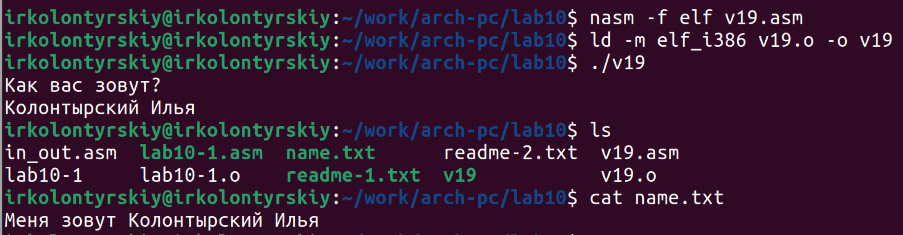 irkolontyrskiy@irkolontyrskiy:~/work/arch-pc/lab10$ nasm -f elf v19.asm
irkolontyrskiy@irkolontyrskiy:~/work/arch-pc/lab10$ ld -m elf_i386 v19.o -o v19
irkolontyrskiy@irkolontyrskiy:~/work/arch-pc/lab10$ ./v19
Как вас зовут?
Колонтырский Илья
irkolontyrskiy@irkolontyrskiy:~/work/arch-pc/lab10$ ls
in_out.asm lab10-1.asm name.txt readme-2.txt v19.asm
lab10-1 lab10-1.o readme-1.txt v19 v19.o
irkolontyrskiy@irkolontyrskiy:~/work/arch-pc/lab10$ cat name.txt
Меня зовут Колонтырский Илья